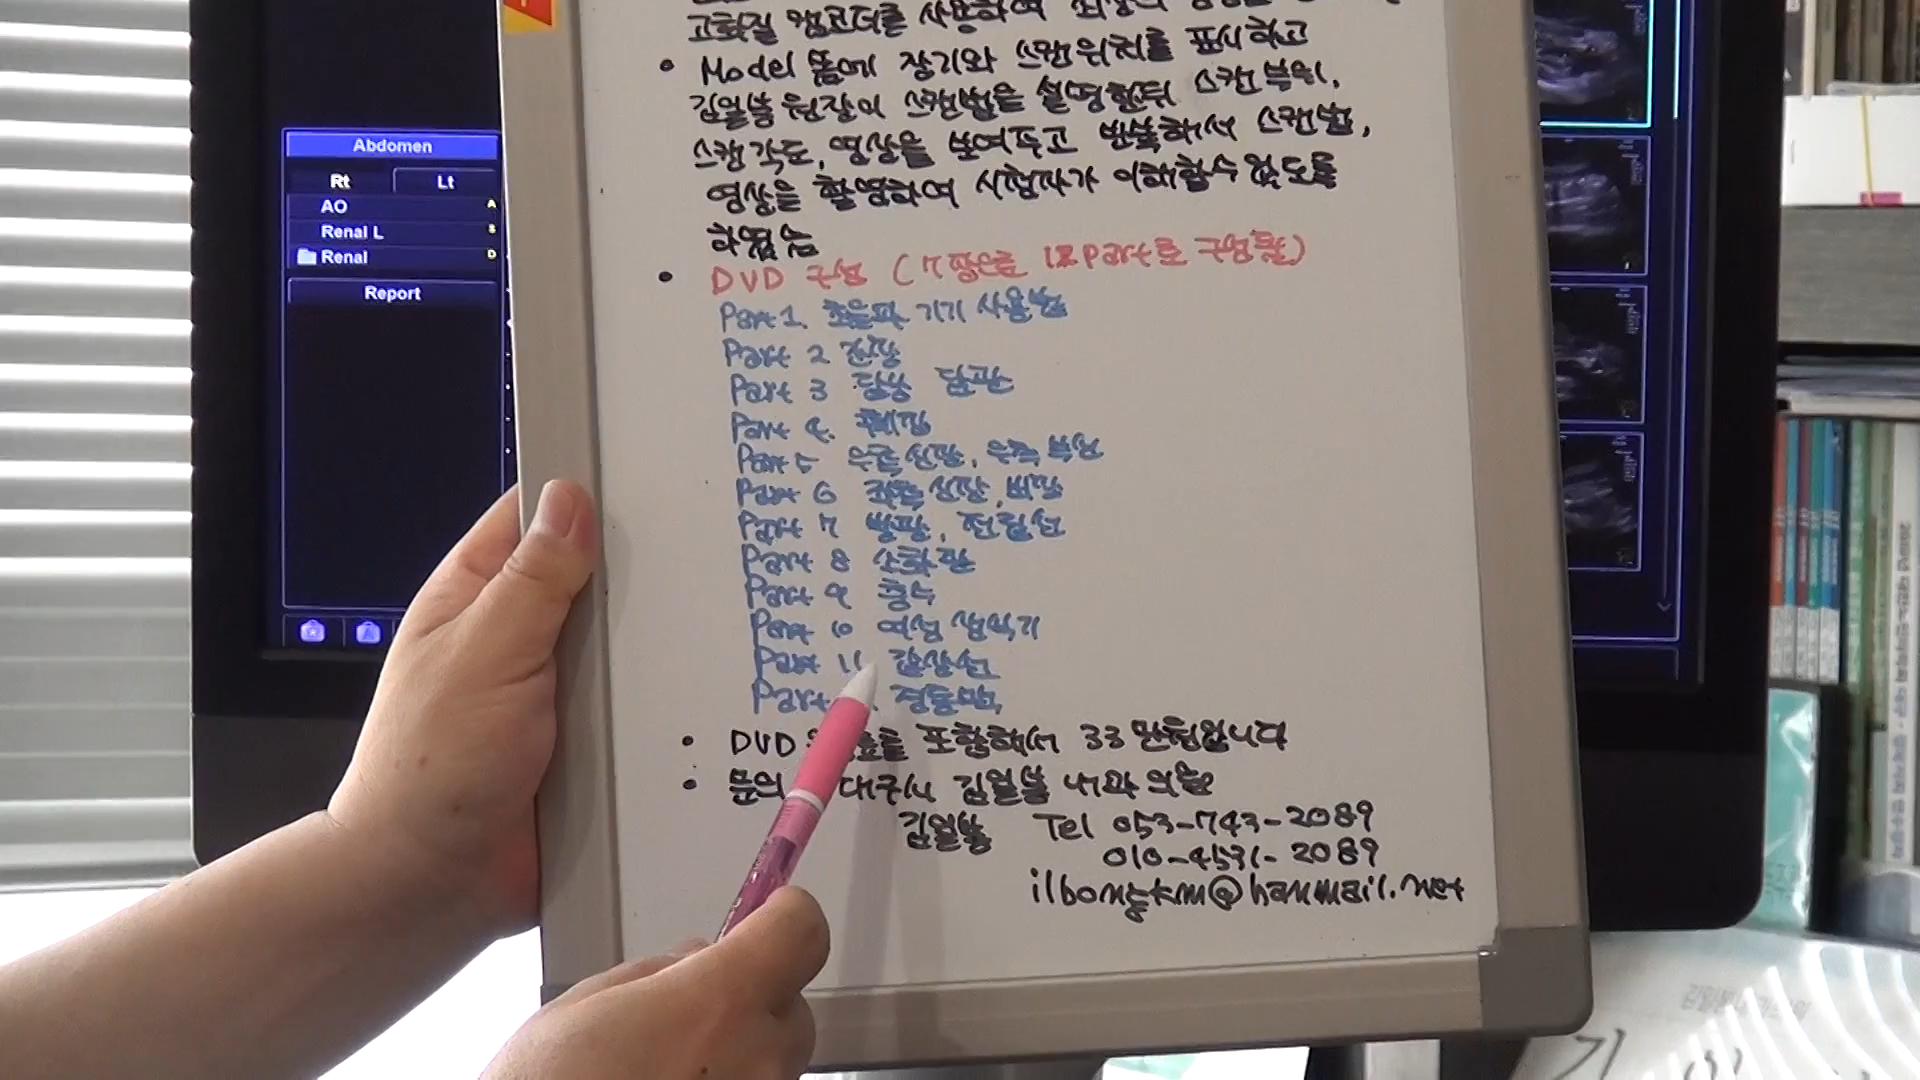 고화질 캠코더를 사용하여
• Model 몸에 장기와 스캔위치를 표시하고
김일봉 원장이 스캔법을 설명한뒤 스캔부위,
스캔각도, 영상을 보여주고 반복해서 스캔법,
영상을 촬영하여 시청자가 이해할수 있도록
하였음
• DVD 구성 (7장으로 12 Part로 구성됨)
Part 1. 초음파 기기 사용법
Part 2 간장
Part 3 담낭 담관
Part 4. 췌장
Part 5 우측신장, 우측 부신
Part 6 좌측 신장, 비장
Part 7 방광, 전립선
Part 8 소화관
Part 9 충수
Part 10 여성 생식기
Part 11 갑상선
Part 경동맥
• DVD 포함해서 33만원입니다
• 문의 대구시 김일봉 내과 의원
김일봉 Tel 053-743-2089
010-4531-2089
ilbongkm@hanmail.net
Abdomen
Rt Lt
AO A
Renal L S
Renal D
Report